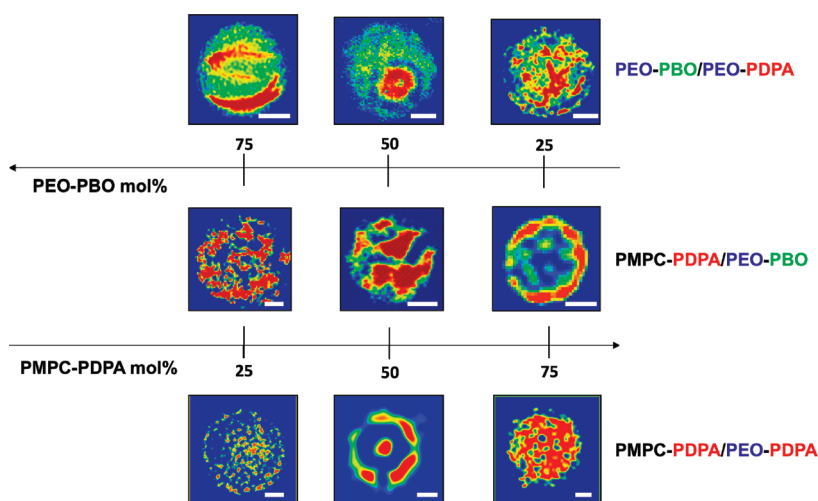 PEO-PBO/PEO-PDPA
75 50 25
PEO-PBO mol%
PMPC-PDPA/PEO-PBO
PMPC-PDPA mol%
25 50 75
PMPC-PDPA/PEO-PDPA